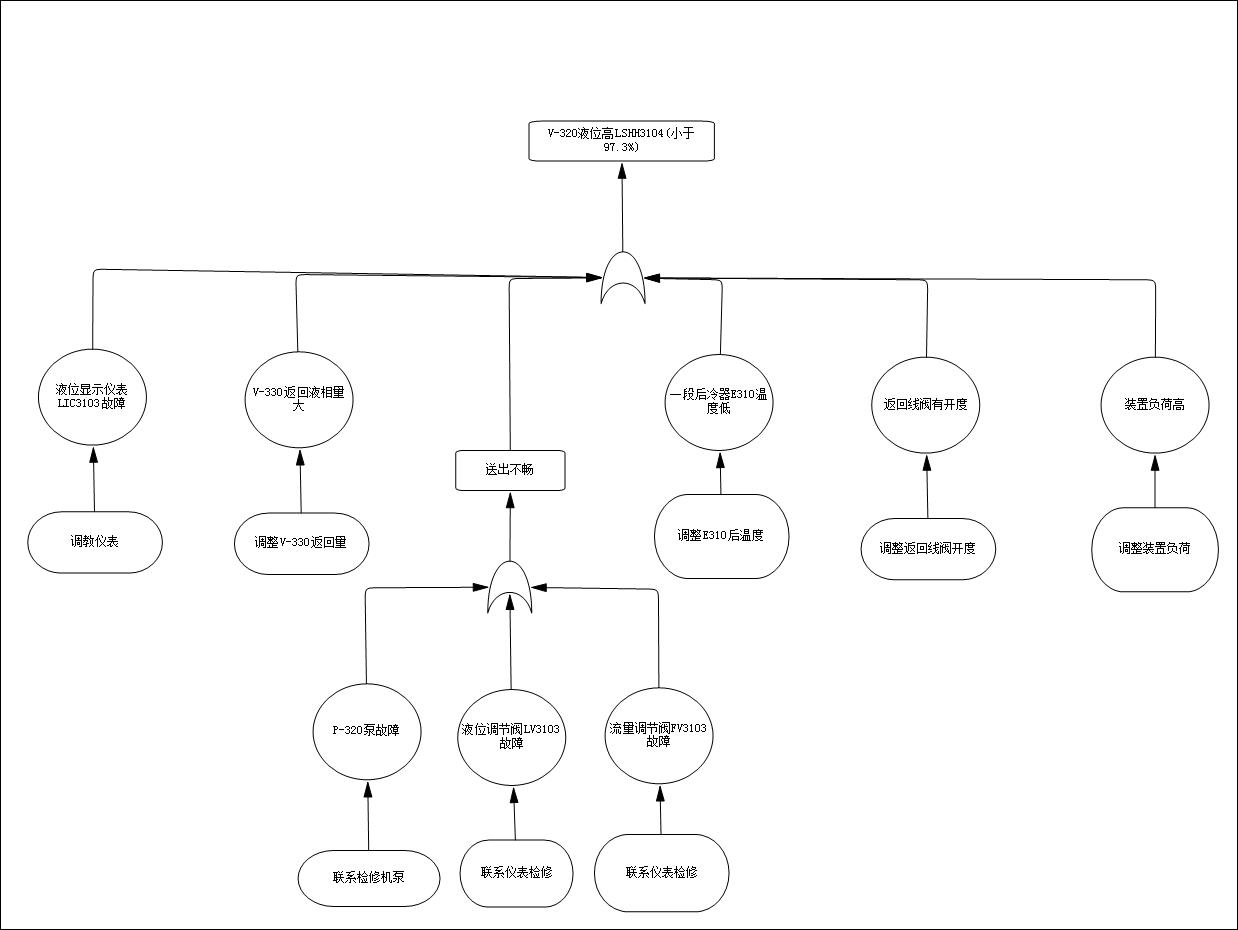 V-320液位高LSHH3104(小于
97.3%)
液位显示仪表
LIC3103故障
V-330返回液相量
大
一段后冷器E310温
度低
返回线阀有开度
装置负荷高
送出不畅
调教仪表
调整V-330返回量
调整E310后温度
调整返回线阀开度
调整装置负荷
P-320泵故障
液位调节阀LV3103
故障
流量调节阀FV3103
故障
联系检修机泵
联系仪表检修
联系仪表检修